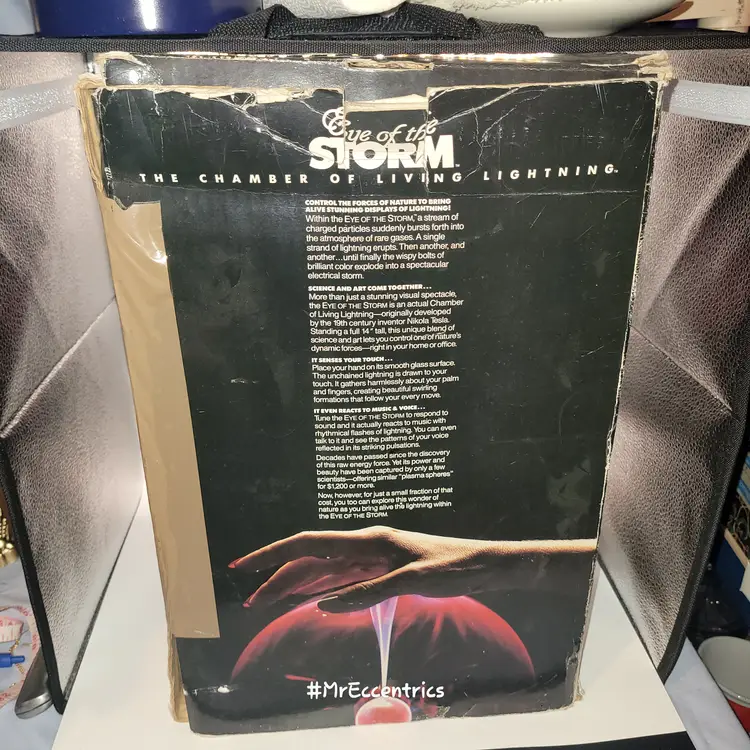 Eye of the
STORM™
THE CHAMBER OF LIVING LIGHTNING™
CONTROL THE FORCES OF NATURE TO BRING
ALIVE STUNNING DISPLAYS OF LIGHTNING!
Within the EYE OF THE STORM,™ a stream of
charged particles suddenly bursts forth into
the atmosphere of rare gases. A single
strand of lightning erupts. Then another, and
another...until finally the wispy bolts of
brilliant color explode into a spectacular
electrical storm.
SCIENCE AND ART COME TOGETHER...
More than just a stunning visual spectacle,
the EYE OF THE STORM is an actual Chamber
of Living Lightning—originally developed
by the 19th century inventor Nikola Tesla.
Standing a full 14" tall, this unique blend of
science and art lets you control one of nature's
dynamic forces—right in your home or office.
IT SENSES YOUR TOUCH...
Place your hand on its smooth glass surface.
The unchained lightning is drawn to your
touch. It gathers harmlessly about your palm
and fingers, creating beautiful swirling
formations that follow your every move.
IT EVEN REACTS TO MUSIC & VOICE...
Tune the EYE OF THE STORM to respond to
sound and it actually reacts to music with
rhythmical flashes of lightning. You can even
talk to it and see the patterns of your voice
reflected in its striking pulsations.
Decades have passed since the discovery
of this raw energy force. Yet its power and
beauty have been captured by only a few
scientists—offering similar "plasma spheres"
for $1,200 or more.
Now, however, for just a small fraction of that
cost, you too can explore this wonder of
nature as you bring alive the lightning within
the EYE OF THE STORM.
#MrEccentrics